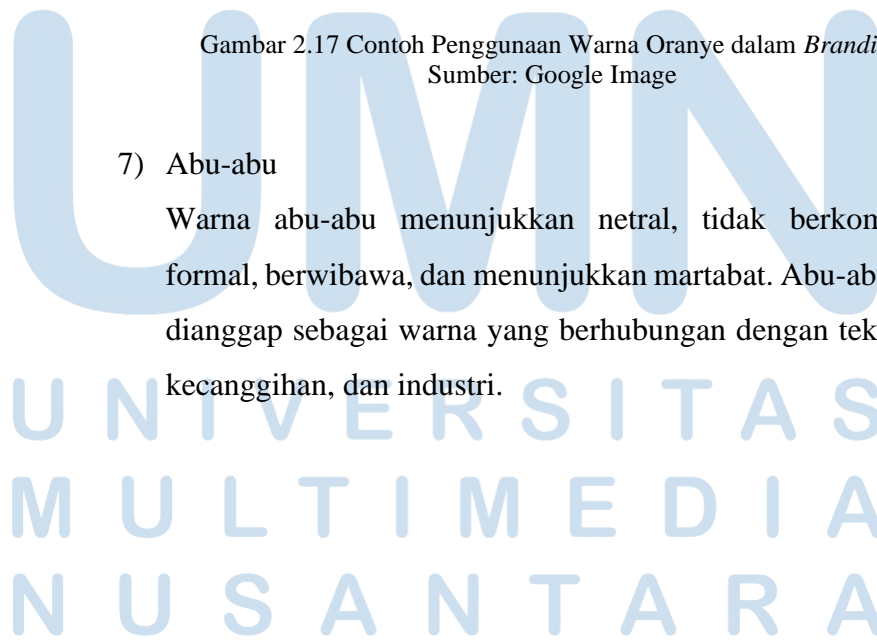 UMN
Gambar 2.17 Contoh Penggunaan Warna Oranye dalam Brandi
Sumber: Google Image
7) Abu-abu
Warna abu-abu menunjukkan netral, tidak berkom
formal, berwibawa, dan menunjukkan martabat. Abu-ab
dianggap sebagai warna yang berhubungan dengan tek
kecanggihan, dan industri.
UNIVERSITAS
MULTIMEDIA
NUSANTARA